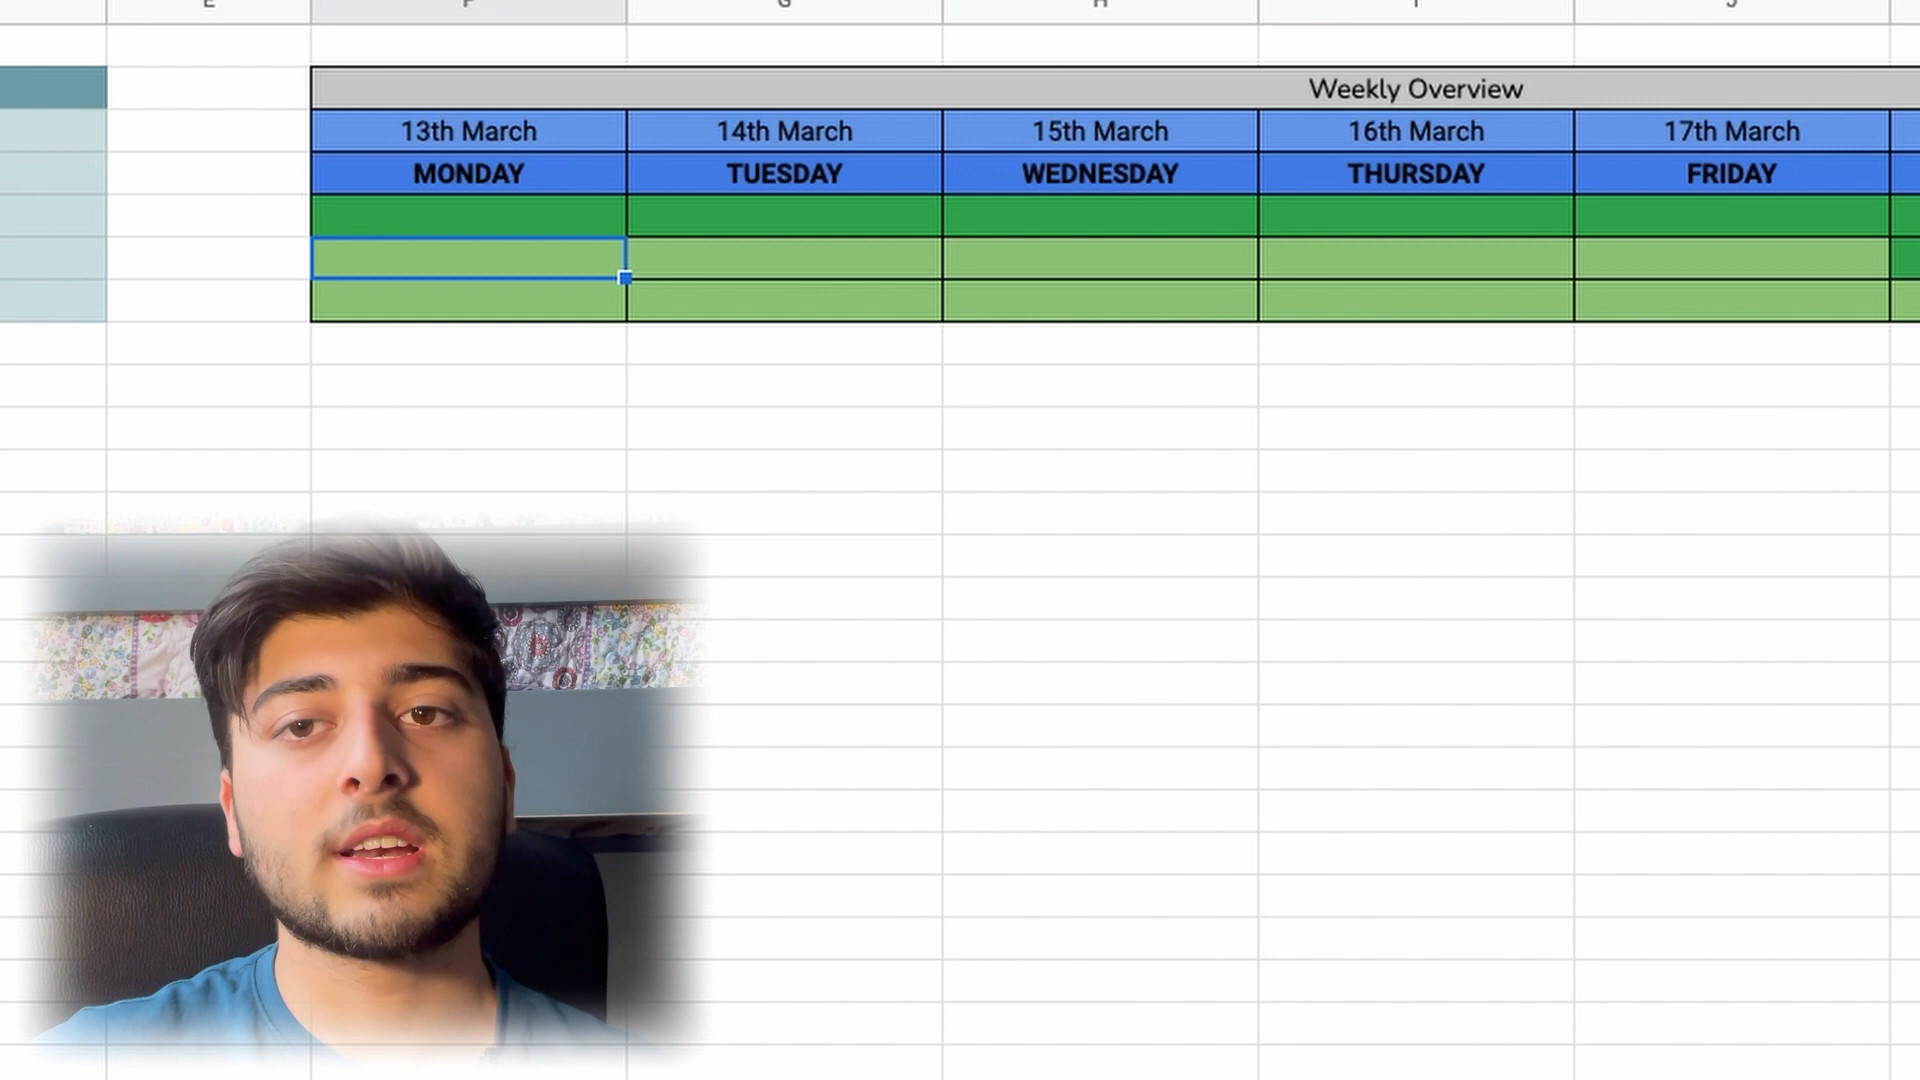 E F G H I J
Weekly Overview
13th March 14th March 15th March 16th March 17th March
MONDAY TUESDAY WEDNESDAY THURSDAY FRIDAY